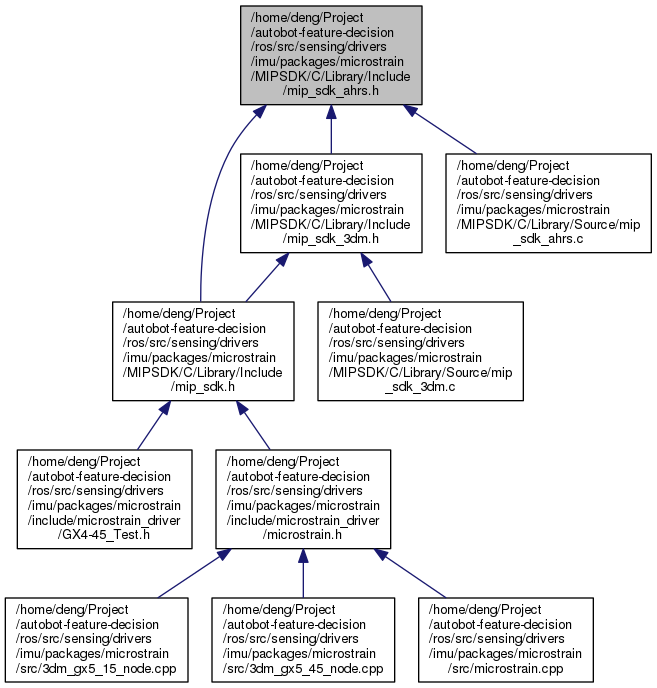 /home/deng/Project
/autobot-feature-decision
/ros/src/sensing/drivers
/imu/packages/microstrain
/MIPSDK/C/Library/Include
/mip_sdk_ahrs.h
/home/deng/Project
/autobot-feature-decision
/ros/src/sensing/drivers
/imu/packages/microstrain
/MIPSDK/C/Library/Include
/mip_sdk_3dm.h
/home/deng/Project
/autobot-feature-decision
/ros/src/sensing/drivers
/imu/packages/microstrain
/MIPSDK/C/Library/Source/mip
_sdk_ahrs.c
/home/deng/Project
/autobot-feature-decision
/ros/src/sensing/drivers
/imu/packages/microstrain
/MIPSDK/C/Library/Include
/mip_sdk.h
/home/deng/Project
/autobot-feature-decision
/ros/src/sensing/drivers
/imu/packages/microstrain
/MIPSDK/C/Library/Source/mip
_sdk_3dm.c
/home/deng/Project
/autobot-feature-decision
/ros/src/sensing/drivers
/imu/packages/microstrain
/include/microstrain_driver
/GX4-45_Test.h
/home/deng/Project
/autobot-feature-decision
/ros/src/sensing/drivers
/imu/packages/microstrain
/include/microstrain_driver
/microstrain.h
/home/deng/Project
/autobot-feature-decision
/ros/src/sensing/drivers
/imu/packages/microstrain
/src/3dm_gx5_15_node.cpp
/home/deng/Project
/autobot-feature-decision
/ros/src/sensing/drivers
/imu/packages/microstrain
/src/3dm_gx5_45_node.cpp
/home/deng/Project
/autobot-feature-decision
/ros/src/sensing/drivers
/imu/packages/microstrain
/src/microstrain.cpp